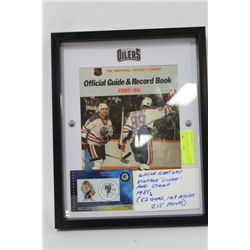 OILERS
THE NATIONAL HOCKEY LEAGUE
Official Guide & Record Book
1985-86
WAYNE GRETZKY
VINTAGE "COVER"
AND STAMP
1985
(52 GOALS, 163 ASSISTS
215 POINTS)